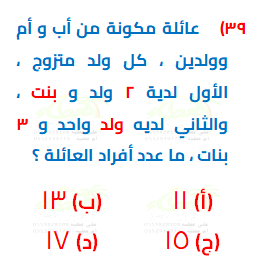 ٣٩) عائلة مكونة من أب و أم
وولدين ، كل ولد متزوج ،
الأول لدية ٢ ولد و بنت ،
والثاني لديه ولد واحد و ٣
بنات ، ما عدد أفراد العائلة ؟
(أ) ١١ (ب) ١٣
(ج) ١٥ (د) ١٧